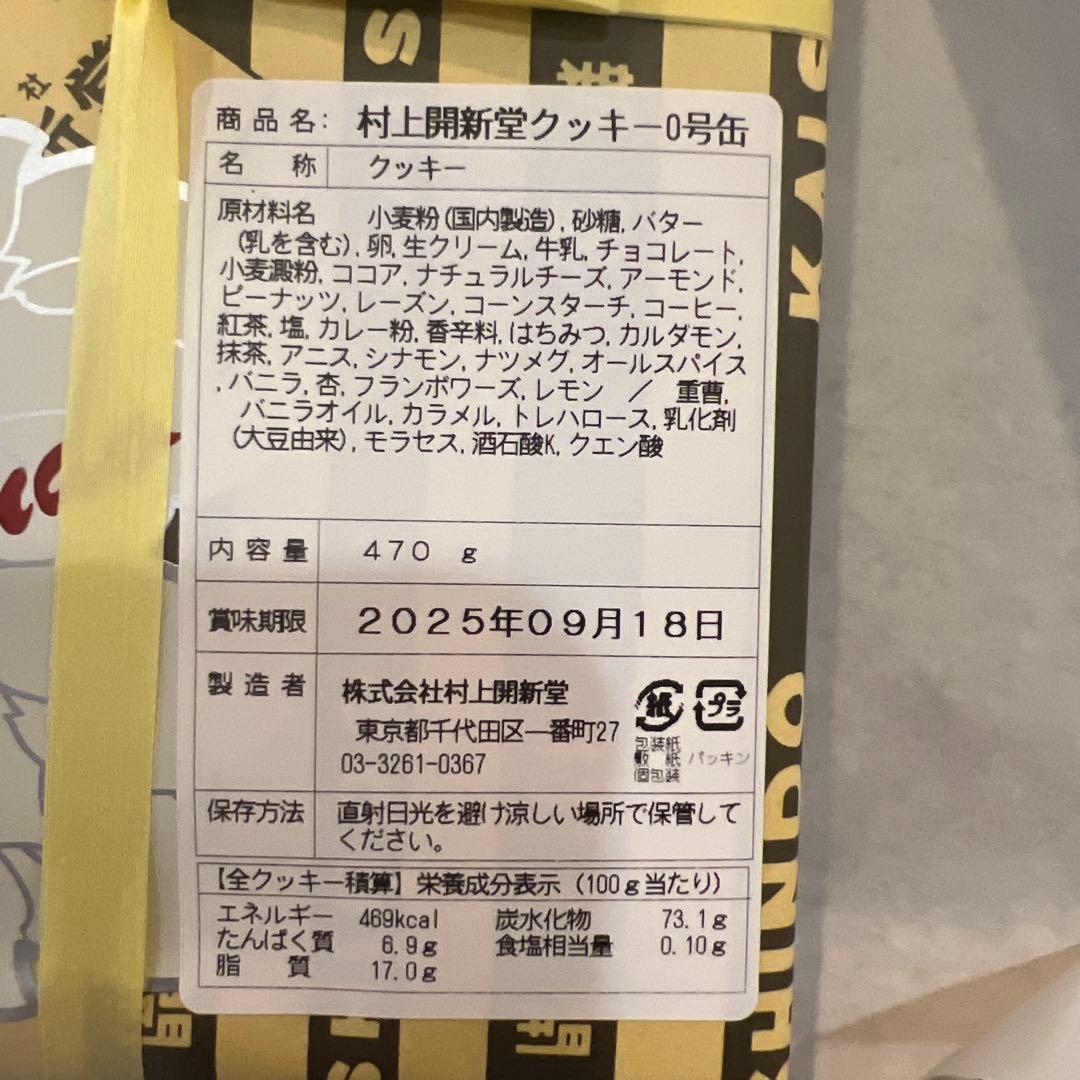 社
S
業
KAIS
商品名: 村上開新堂クッキー0号缶
名 称 クッキー
原材料名 小麦粉(国内製造), 砂糖, バター
(乳を含む), 卵, 生クリーム, 牛乳, チョコレート,
小麦澱粉, ココア, ナチュラルチーズ, アーモンド,
ピーナッツ, レーズン, コーンスターチ, コーヒー,
紅茶, 塩, カレー粉, 香辛料, はちみつ, カルダモン,
抹茶, アニス, シナモン, ナツメグ, オールスパイス
, バニラ, 杏, フランボワーズ, レモン / 重曹,
バニラオイル, カラメル, トレハロース, 乳化剤
(大豆由来), モラセス, 酒石酸K, クエン酸
内容量 470 g
賞味期限 2025年09月18日
製造者 株式会社村上開新堂
東京都千代田区一番町27
03-3261-0367
紙 プラ
包装紙
敷 紙 パッキン
個包装
保存方法 直射日光を避け涼しい場所で保管して
ください。
【全クッキー積算】栄養成分表示(100g当たり)
エネルギー 469kcal 炭水化物 73.1g
たんぱく質 6.9g 食塩相当量 0.10g
脂 質 17.0g
SHINDO